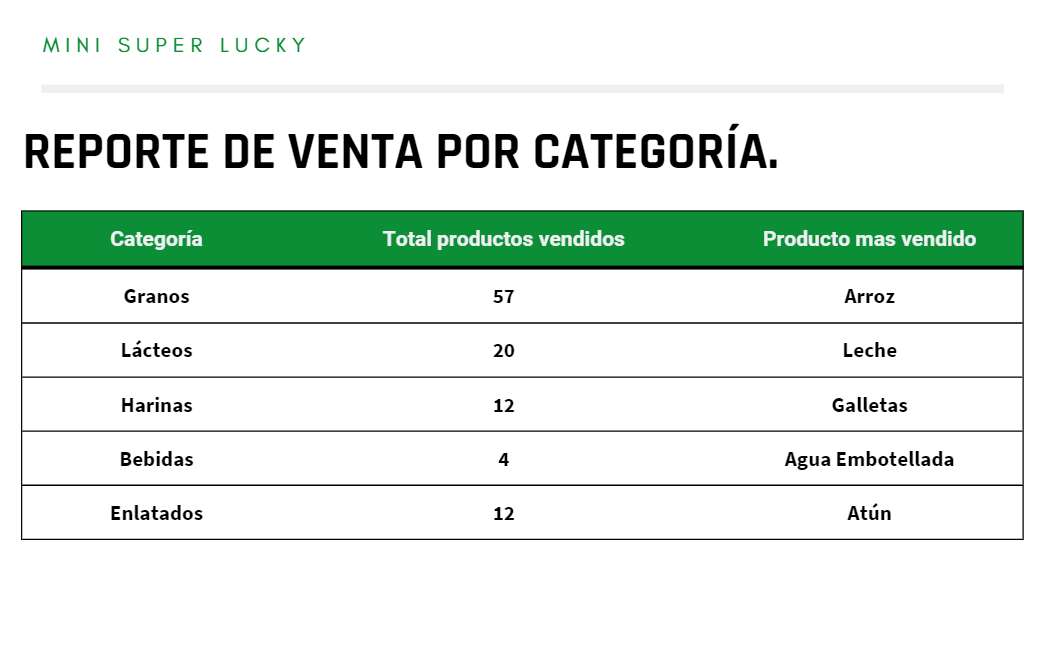 MINI SUPER LUCKY
REPORTE DE VENTA POR CATEGORÍA.
Categoría Total productos vendidos Producto mas vendido
Granos 57 Arroz
Lácteos 20 Leche
Harinas 12 Galletas
Bebidas 4 Agua Embotellada
Enlatados 12 Atún